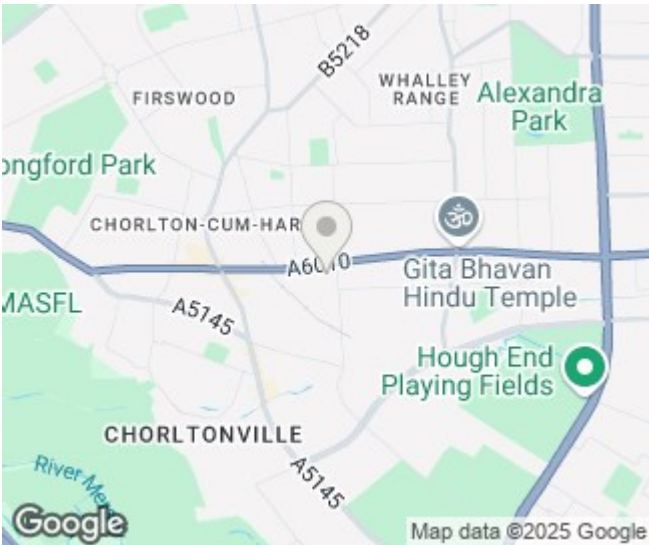 B5218
FIRSWOOD
WHALLEY
RANGE
Alexandra
Park
ongford Park
CHORLTON-CUM-HAR
ॐ
A6010
Gita Bhavan
Hindu Temple
MASFL
A5145
Hough End
Playing Fields
CHORLTONVILLE
A5145
River Mer
Google
Map data ©2025 Google